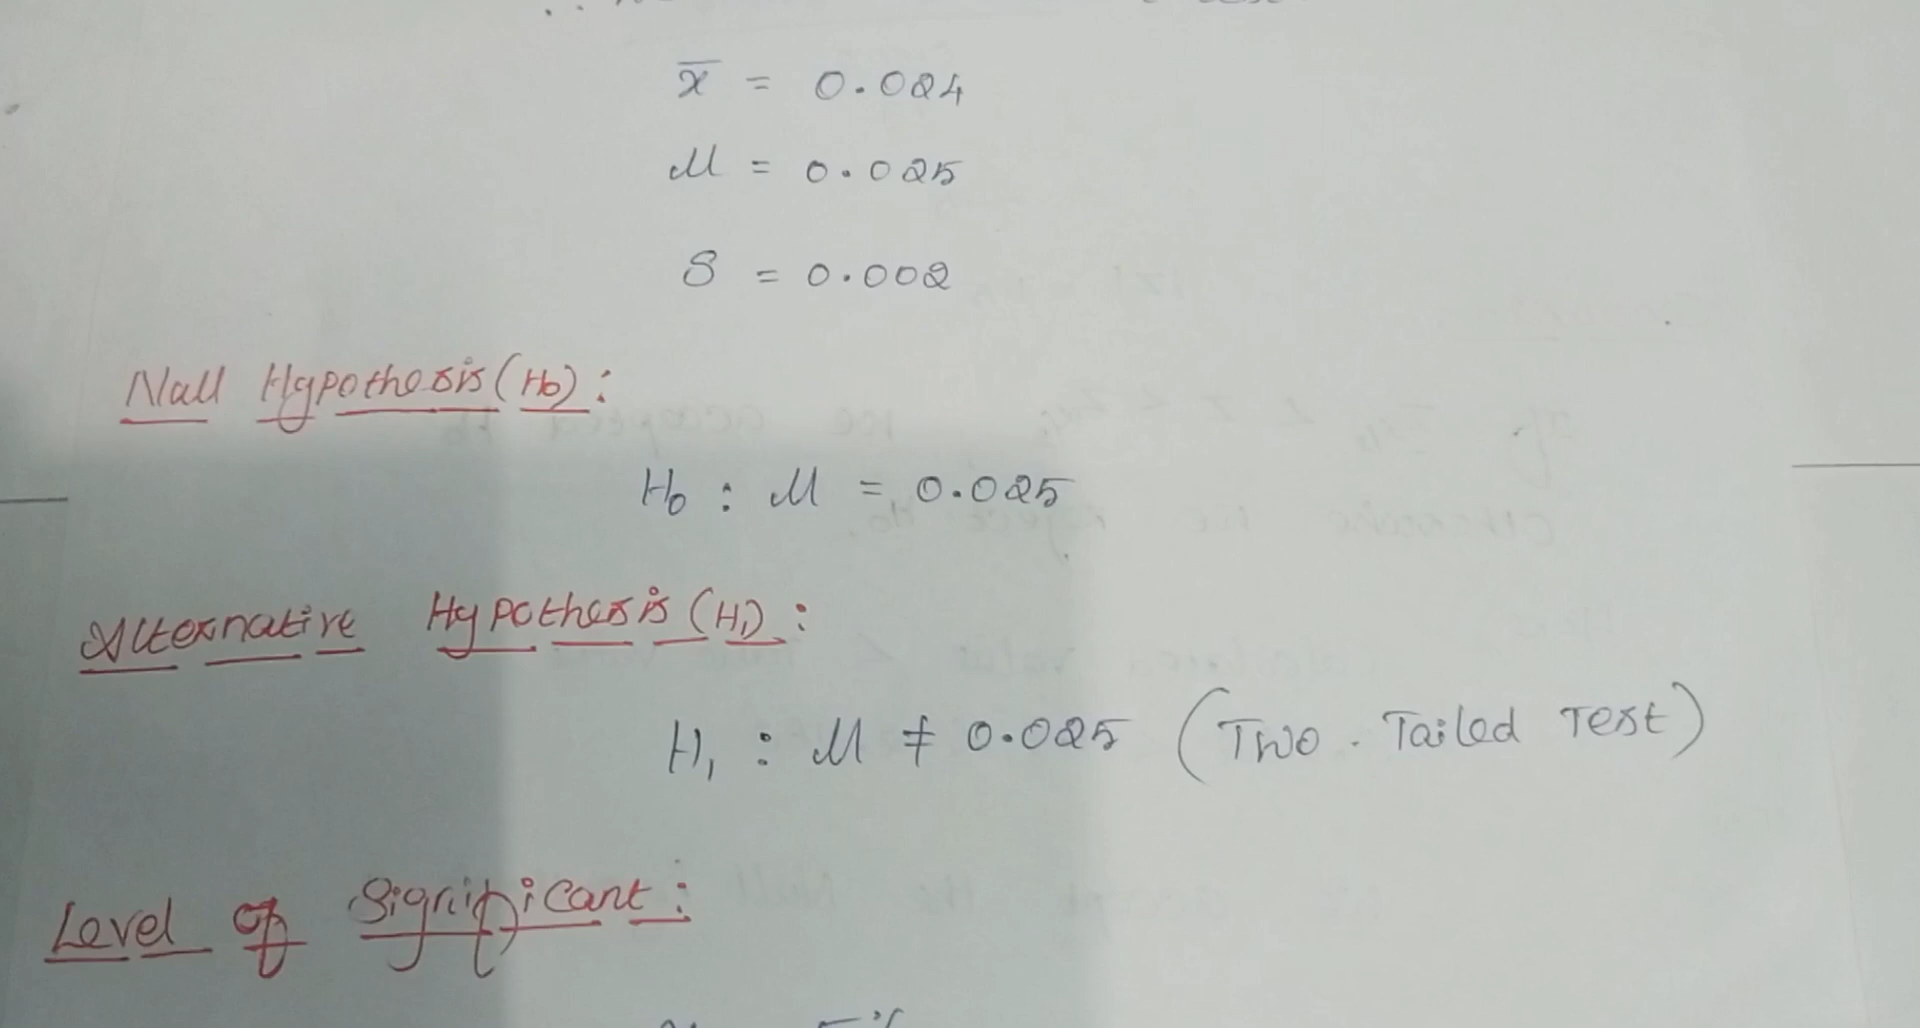 x̄ = 0.024
μ = 0.025
S = 0.002
Null Hypothesis (H₀) :
H₀ : μ = 0.025
Alternative Hypothesis (H₁) :
H₁ : μ ≠ 0.025 (Two-Tailed Test)
Level of Significant :